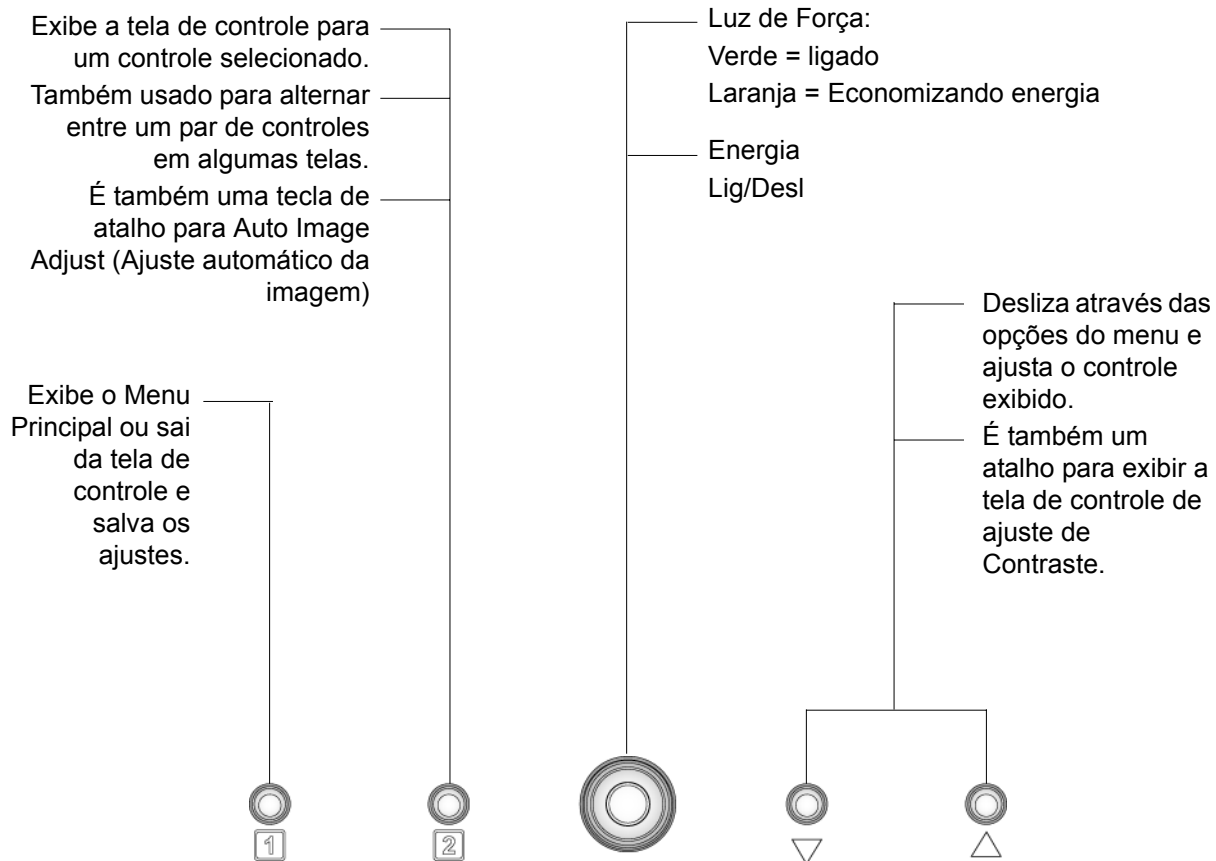 Exibe a tela de controle para
um controle selecionado.
Também usado para alternar
entre um par de controles
em algumas telas.
É também uma tecla de
atalho para Auto Image
Adjust (Ajuste automático da
imagem)
Exibe o Menu
Principal ou sai
da tela de
controle e
salva os
ajustes.
Luz de Força:
Verde = ligado
Laranja = Economizando energia
Energia
Lig/Desl
Desliza através das
opções do menu e
ajusta o controle
exibido.
É também um
atalho para exibir a
tela de controle de
ajuste de
Contraste.
1
2